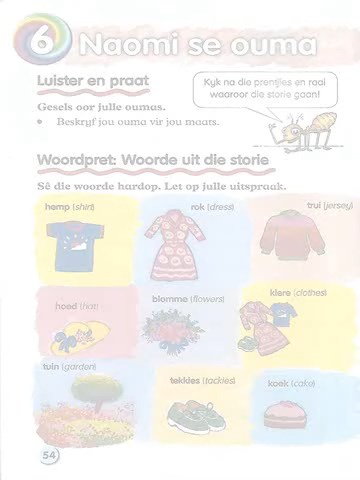 6 Naomi se ouma
Luister en praat
Kyk na die prentjies en raai
waaroor die storie gaan!
Gesels oor julle oumas.
• Beskryf jou ouma vir jou maats.
Woordpret: Woorde uit die storie
Sê die woorde hardop. Let op julle uitspraak.
hemp (shirt) rok (dress) trui (jersey)
hoed (hat) blomme (flowers) klere (clothes)
tuin (garden) tekkies (tackies) koek (cake)
54